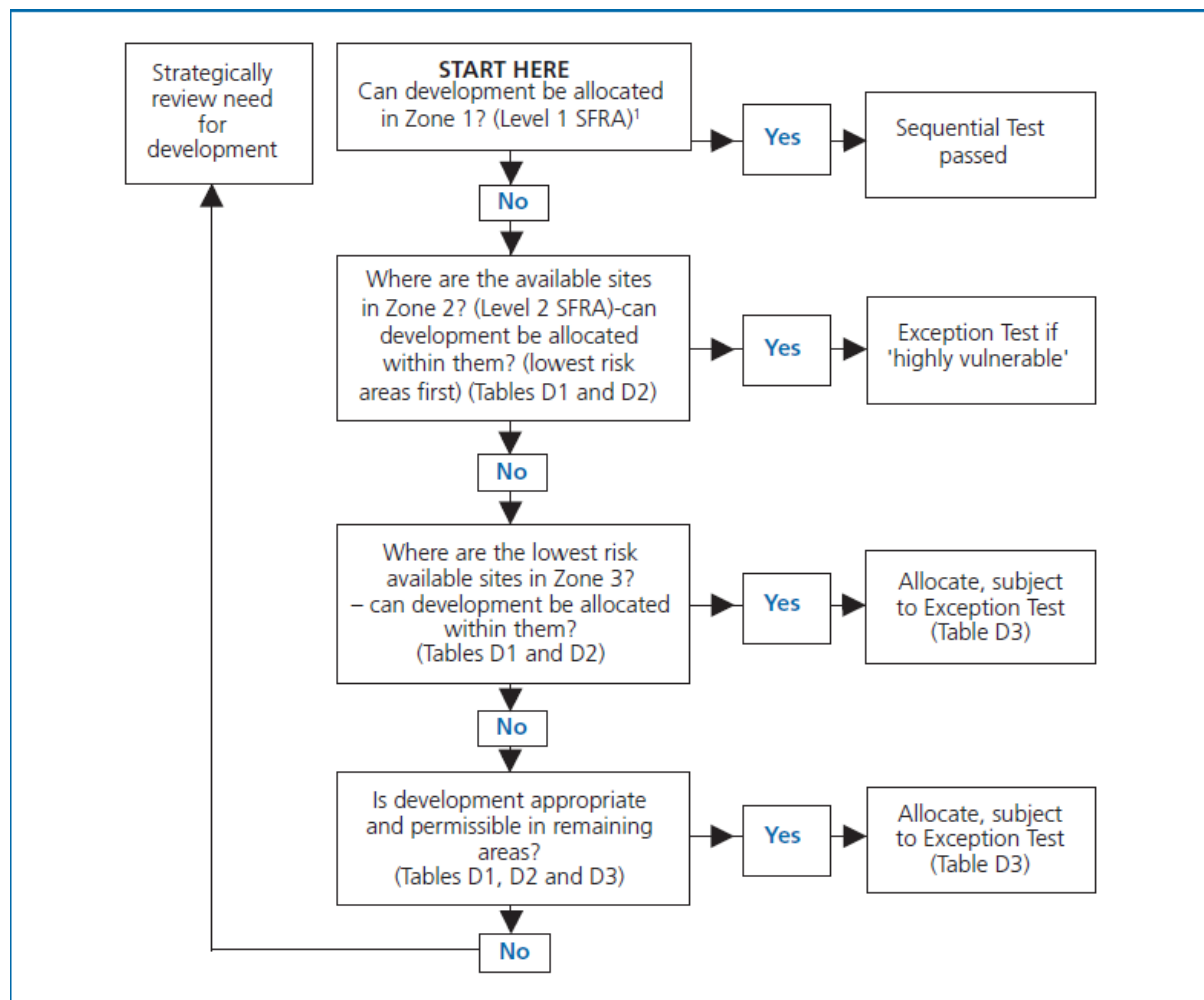 Strategically
review need
for
development
START HERE
Can development be allocated
in Zone 1? (Level 1 SFRA)¹
Yes
Sequential Test
passed
No
Where are the available sites
in Zone 2? (Level 2 SFRA)-can
development be allocated
within them? (lowest risk
areas first) (Tables D1 and D2)
Yes
Exception Test if
'highly vulnerable'
No
Where are the lowest risk
available sites in Zone 3?
– can development be allocated
within them?
(Tables D1 and D2)
Yes
Allocate, subject
to Exception Test
(Table D3)
No
Is development appropriate
and permissible in remaining
areas?
(Tables D1, D2 and D3)
Yes
Allocate, subject
to Exception Test
(Table D3)
No